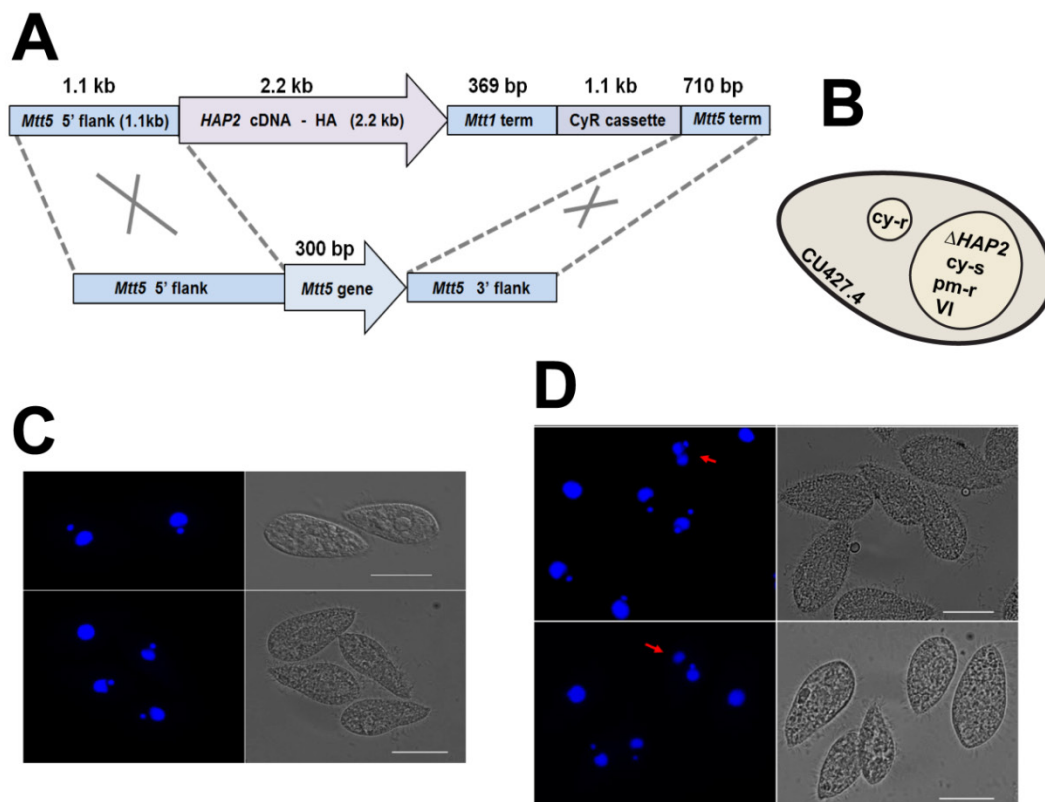 A
1.1 kb 2.2 kb 369 bp 1.1 kb 710 bp
Mtt5 5' flank (1.1kb) HAP2 cDNA - HA (2.2 kb) Mtt1 term CyR cassette Mtt5 term
300 bp
Mtt5 5' flank Mtt5 gene Mtt5 3' flank
B
cy-r
ΔHAP2
cy-s
pm-r
VI
CU427.4
C
D